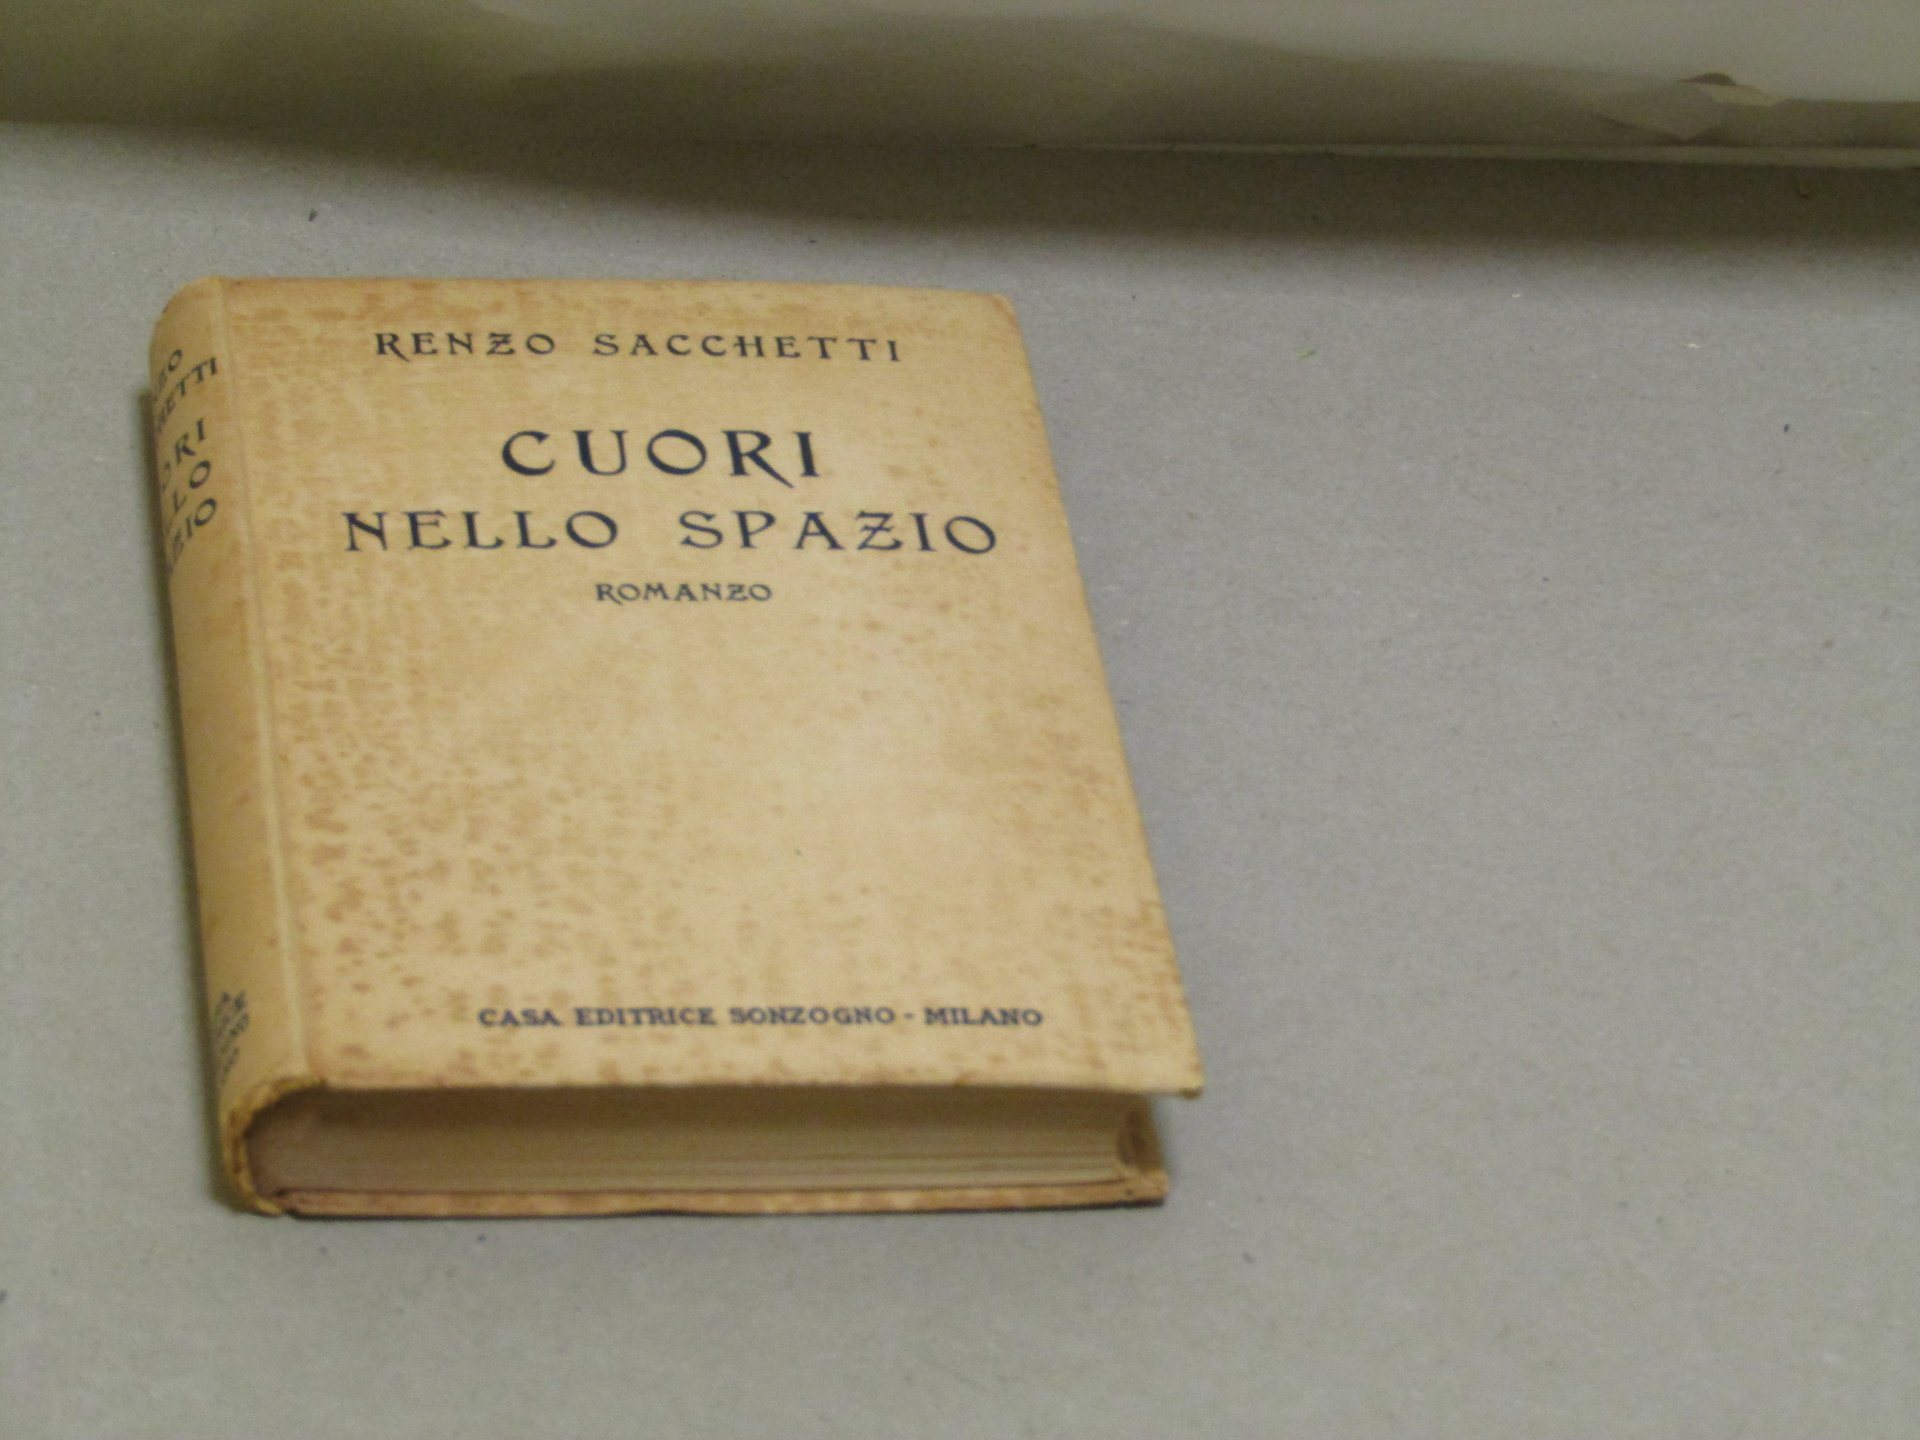 RENZO SACCHETTI
CUORI
NELLO SPAZIO
ROMANZO
CASA EDITRICE SONZOGNO - MILANO